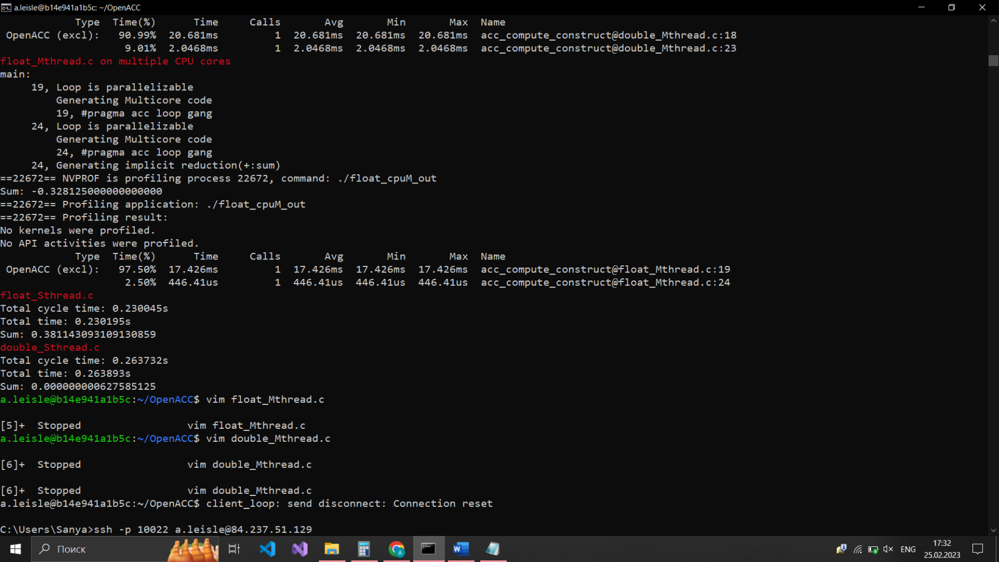 a.leisle@b14e941a1b5c: ~/OpenACC
Type  Time(%)      Time     Calls       Avg       Min       Max  Name
OpenACC (excl):   90.99%  20.681ms         1  20.681ms  20.681ms  20.681ms  acc_compute_construct@double_Mthread.c:18
9.01%  2.0468ms         1  2.0468ms  2.0468ms  2.0468ms  acc_compute_construct@double_Mthread.c:23
float_Mthread.c on multiple CPU cores
main:
19, Loop is parallelizable
Generating Multicore code
19, #pragma acc loop gang
24, Loop is parallelizable
Generating Multicore code
24, #pragma acc loop gang
24, Generating implicit reduction(+:sum)
==22672== NVPROF is profiling process 22672, command: ./float_cpuM_out
Sum: -0.328125000000000000
==22672== Profiling application: ./float_cpuM_out
==22672== Profiling result:
No kernels were profiled.
No API activities were profiled.
Type  Time(%)      Time     Calls       Avg       Min       Max  Name
OpenACC (excl):   97.50%  17.426ms         1  17.426ms  17.426ms  17.426ms  acc_compute_construct@float_Mthread.c:19
2.50%  446.41us         1  446.41us  446.41us  446.41us  acc_compute_construct@float_Mthread.c:24
float_Sthread.c
Total cycle time: 0.230045s
Total time: 0.230195s
Sum: 0.381143093109130859
double_Sthread.c
Total cycle time: 0.263732s
Total time: 0.263893s
Sum: 0.000000000627585125
a.leisle@b14e941a1b5c:~/OpenACC$ vim float_Mthread.c
[5]+  Stopped                 vim float_Mthread.c
a.leisle@b14e941a1b5c:~/OpenACC$ vim double_Mthread.c
[6]+  Stopped                 vim double_Mthread.c
[6]+  Stopped                 vim double_Mthread.c
a.leisle@b14e941a1b5c:~/OpenACC$ client_loop: send disconnect: Connection reset
C:\Users\Sanya>ssh -p 10022 a.leisle@84.237.51.129
Поиск
ENG
17:32
25.02.2023